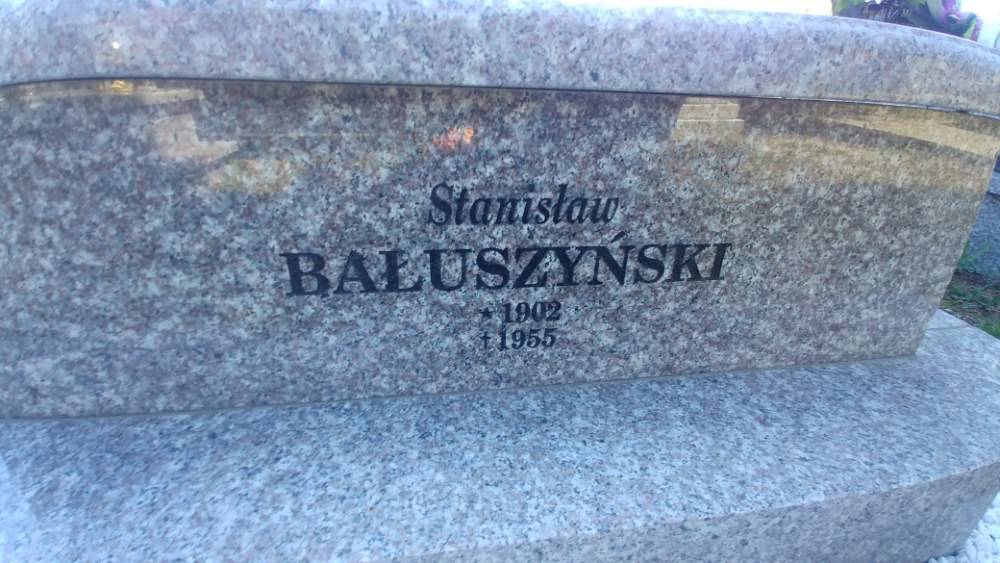 Stanisław
BAŁUSZYŃSKI
* 1902
† 1955